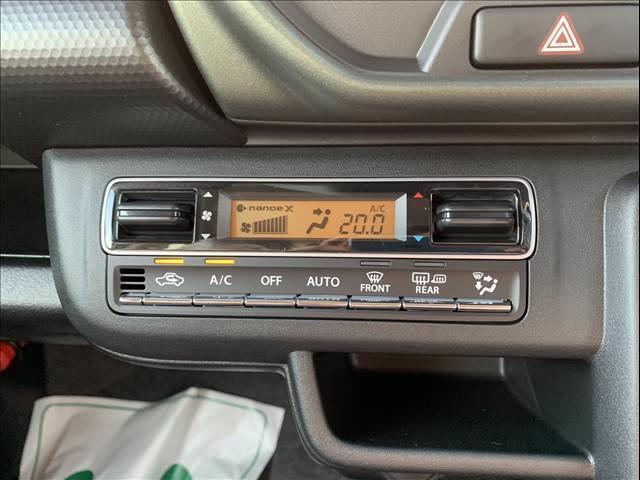 nanoeX
A/C
20.0
A/C
OFF
AUTO
FRONT
REAR